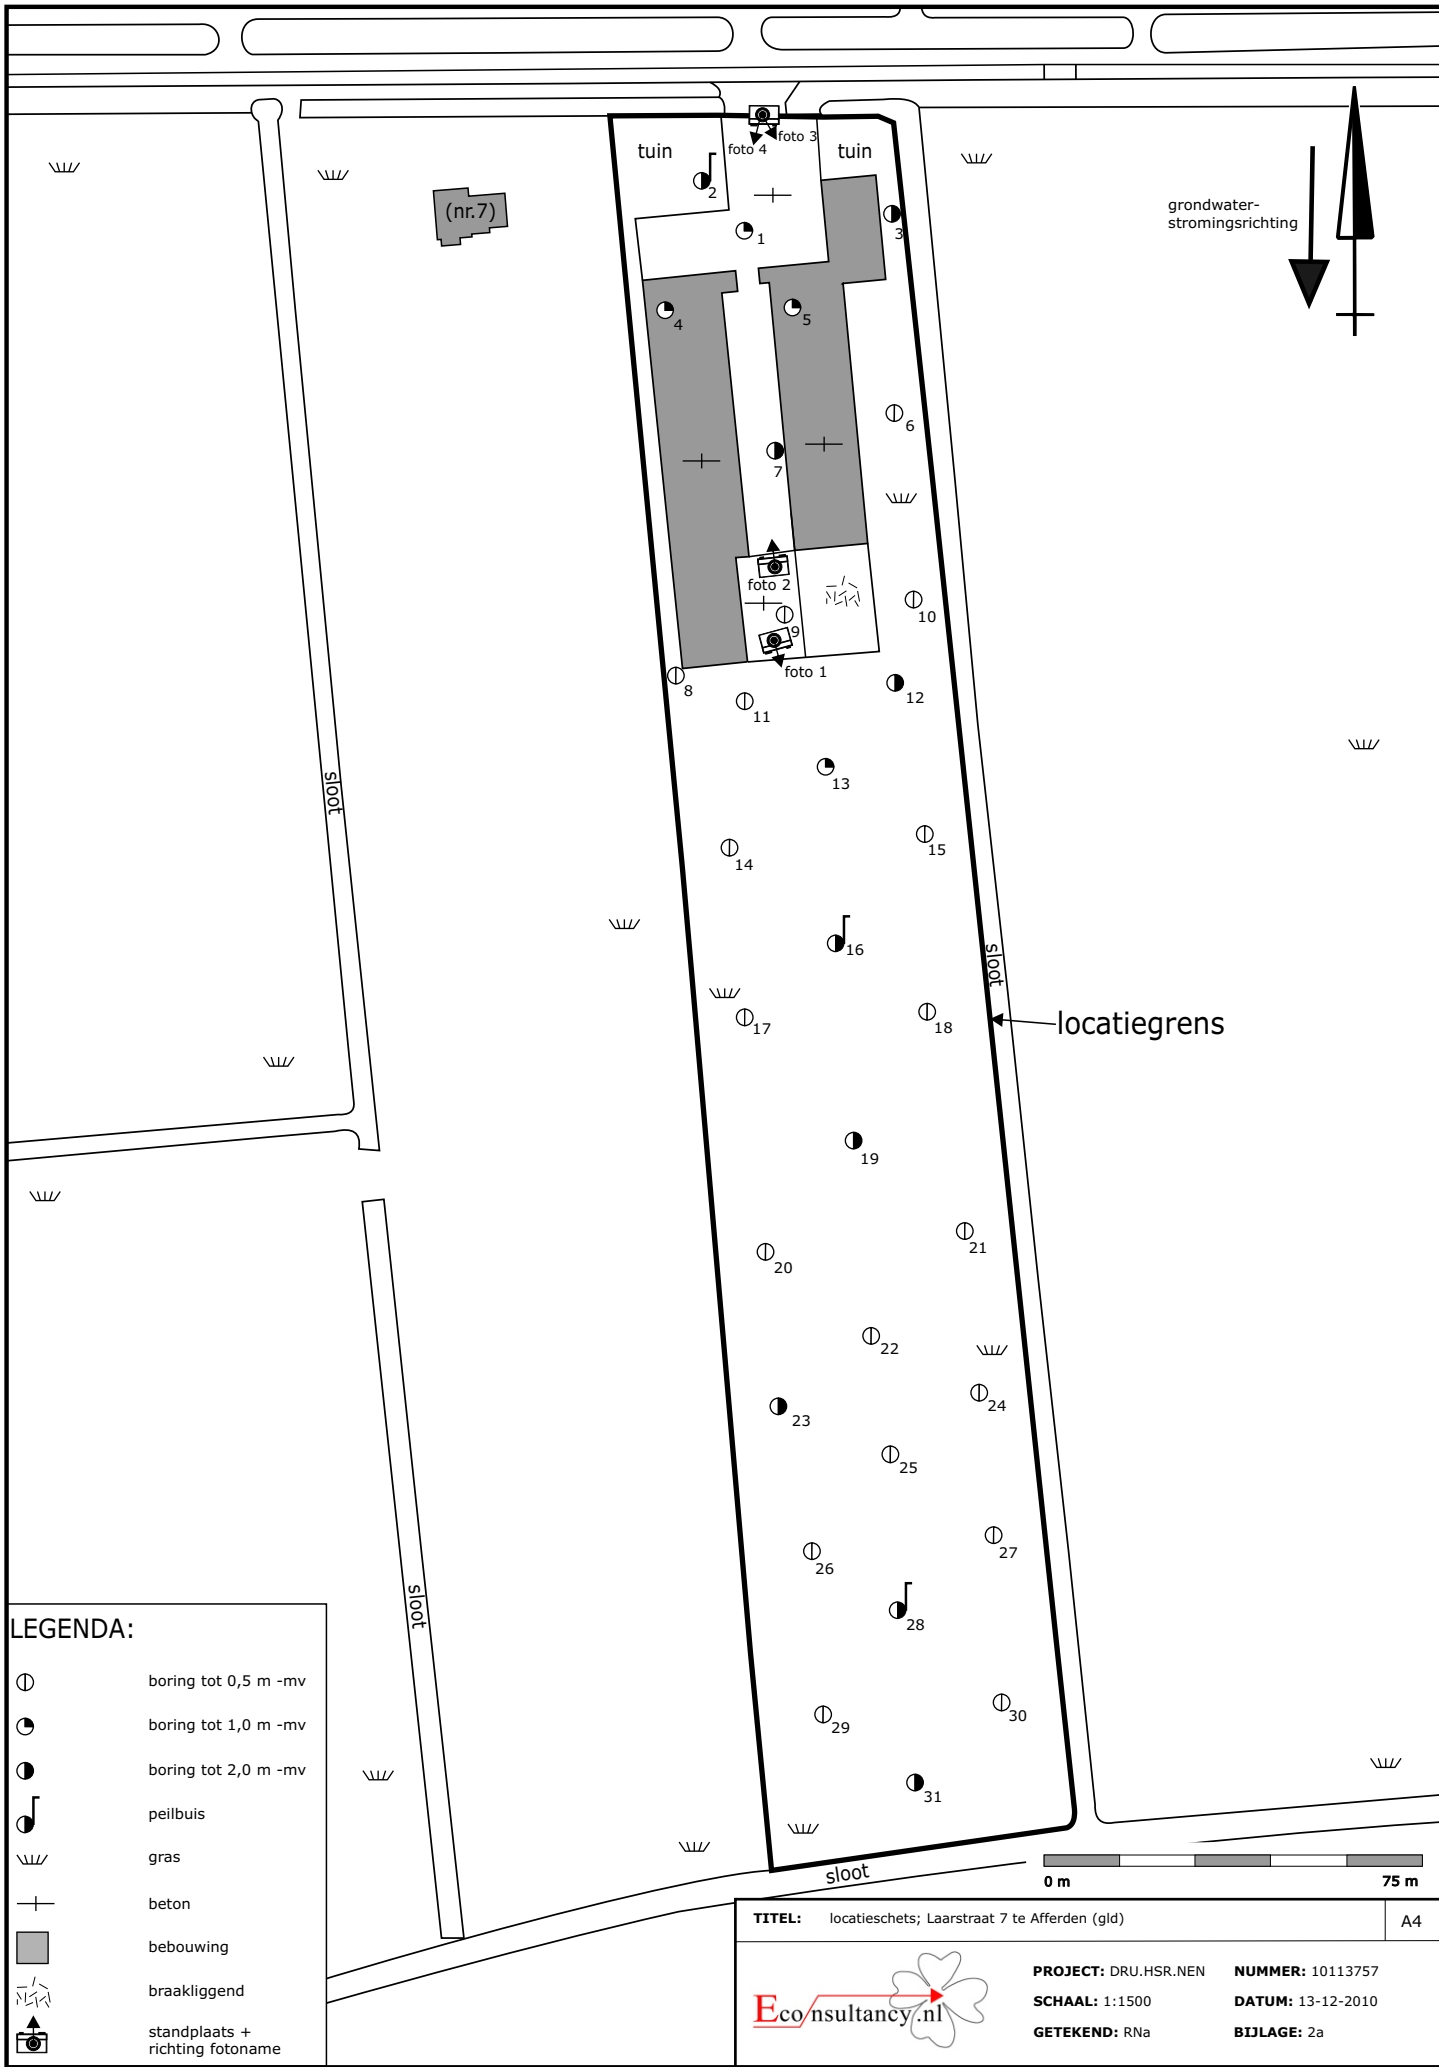 foto 3
foto 4
tuin
tuin
2
(nr.7)
3
1
grondwater-
stromingsrichting
4
5
6
7
foto 2
10
9
foto 1
8
12
11
13
sloot
15
14
16
sloot
17
18
locatiegrens
19
21
20
22
24
23
25
27
26
sloot
28
30
29
31
sloot
LEGENDA:
boring tot 0,5 m -mv
boring tot 1,0 m -mv
boring tot 2,0 m -mv
peilbuis
gras
beton
bebouwing
braakliggend
standplaats +
richting fotoname
0 m 75 m
TITEL: locatieschets; Laarstraat 7 te Afferden (gld) A4
Econsultancy.nl
PROJECT: DRU.HSR.NEN NUMMER: 10113757
SCHAAL: 1:1500 DATUM: 13-12-2010
GETEKEND: RNa BIJLAGE: 2a